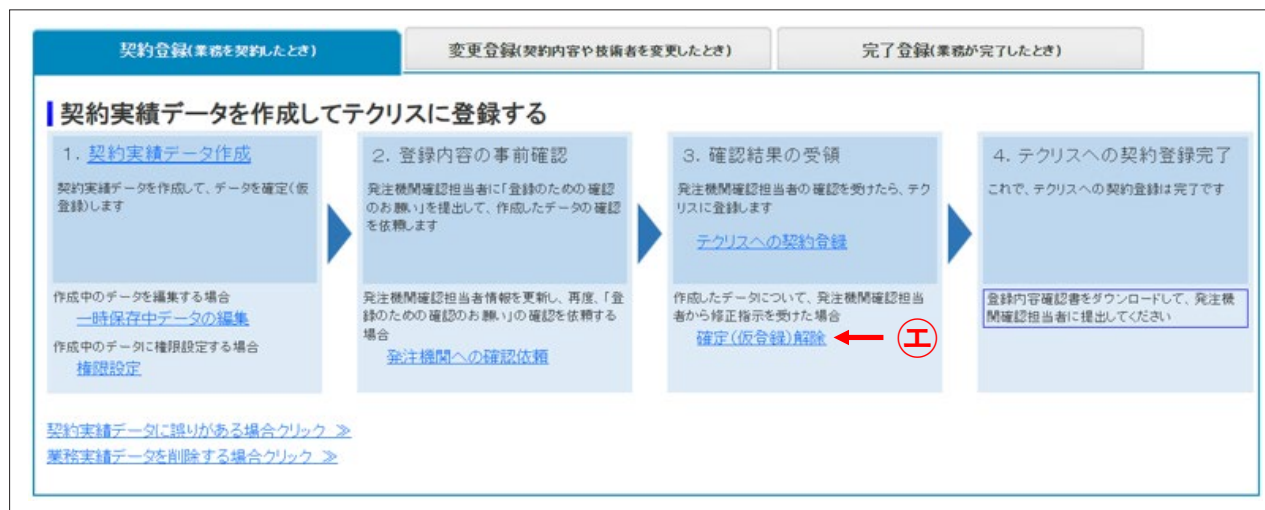 契約登録(業務を契約したとき)
変更登録(契約内容や技術者を変更したとき)
完了登録(業務が完了したとき)
契約実績データを作成してテクリスに登録する
1. 契約実績データ作成
契約実績データを作成して、データを確定(仮
登録)します
作成中のデータを編集する場合
一時保存中データの編集
作成中のデータに権限設定する場合
権限設定
2. 登録内容の事前確認
発注機関確認担当者に「登録のための確認
のお願い」を提出して、作成したデータの確認
を依頼します
発注機関確認担当者情報を更新し、再度、「登
録のための確認のお願い」の確認を依頼する
場合
発注機関への確認依頼
3. 確認結果の受領
発注機関確認担当者の確認を受けたら、テク
リスに登録します
テクリスへの契約登録
作成したデータについて、発注機関確認担当
者から修正指示を受けた場合
確定(仮登録)解除
エ
4. テクリスへの契約登録完了
これで、テクリスへの契約登録は完了です
登録内容確認書をダウンロードして、発注機
関確認担当者に提出してください
契約実績データに誤りがある場合クリック ≫
業務実績データを削除する場合クリック ≫